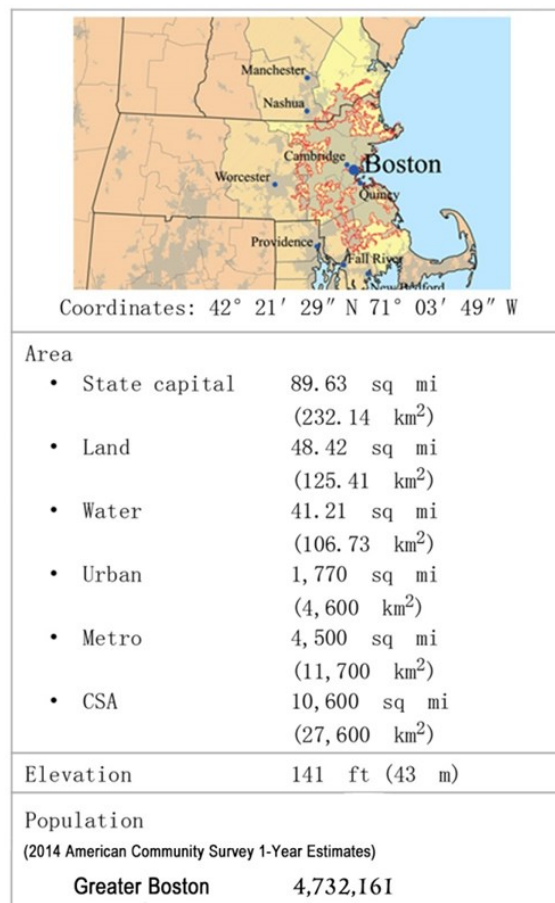 Manchester
Nashua
Cambridge
Boston
Worcester
Quincy
Providence
Fall River
New Bedford
Coordinates: 42° 21′ 29″ N 71° 03′ 49″ W
Area
• State capital 89.63 sq mi
(232.14 km²)
• Land 48.42 sq mi
(125.41 km²)
• Water 41.21 sq mi
(106.73 km²)
• Urban 1,770 sq mi
(4,600 km²)
• Metro 4,500 sq mi
(11,700 km²)
• CSA 10,600 sq mi
(27,600 km²)
Elevation 141 ft (43 m)
Population
(2014 American Community Survey 1-Year Estimates)
Greater Boston 4,732,161